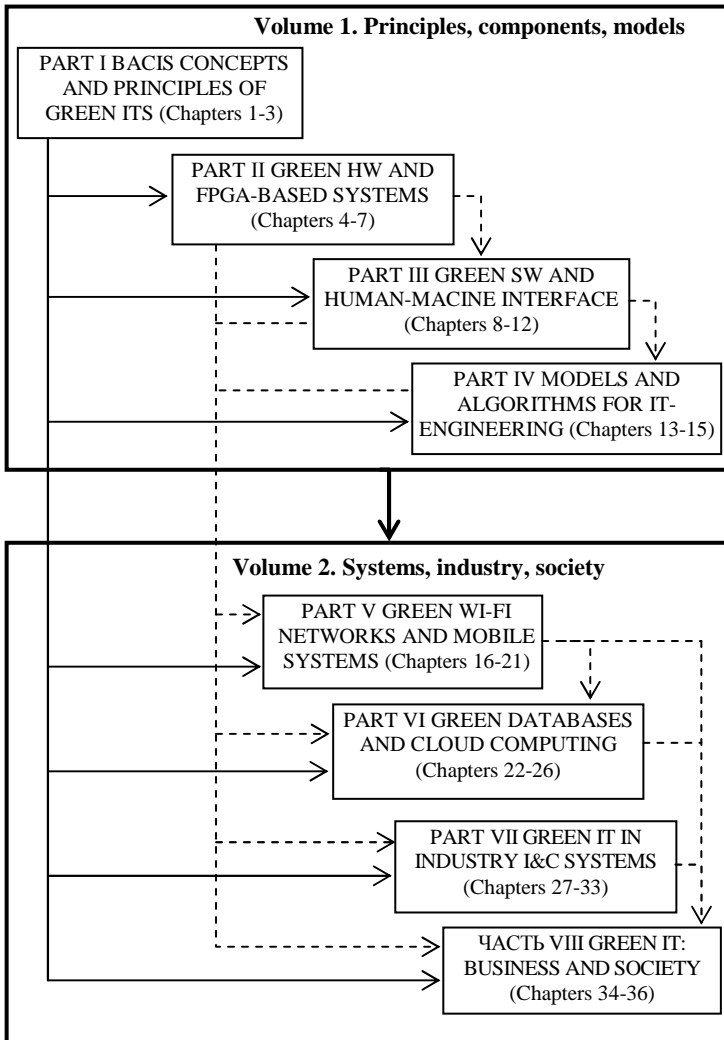 Volume 1. Principles, components, models
PART I BACIS CONCEPTS
AND PRINCIPLES OF
GREEN ITS (Chapters 1-3)
PART II GREEN HW AND
FPGA-BASED SYSTEMS
(Chapters 4-7)
PART III GREEN SW AND
HUMAN-MACINE INTERFACE
(Chapters 8-12)
PART IV MODELS AND
ALGORITHMS FOR IT-
ENGINEERING (Chapters 13-15)
Volume 2. Systems, industry, society
PART V GREEN WI-FI
NETWORKS AND MOBILE
SYSTEMS (Chapters 16-21)
PART VI GREEN DATABASES
AND CLOUD COMPUTING
(Chapters 22-26)
PART VII GREEN IT IN
INDUSTRY I&C SYSTEMS
(Chapters 27-33)
ЧАСТЬ VIII GREEN IT:
BUSINESS AND SOCIETY
(Chapters 34-36)